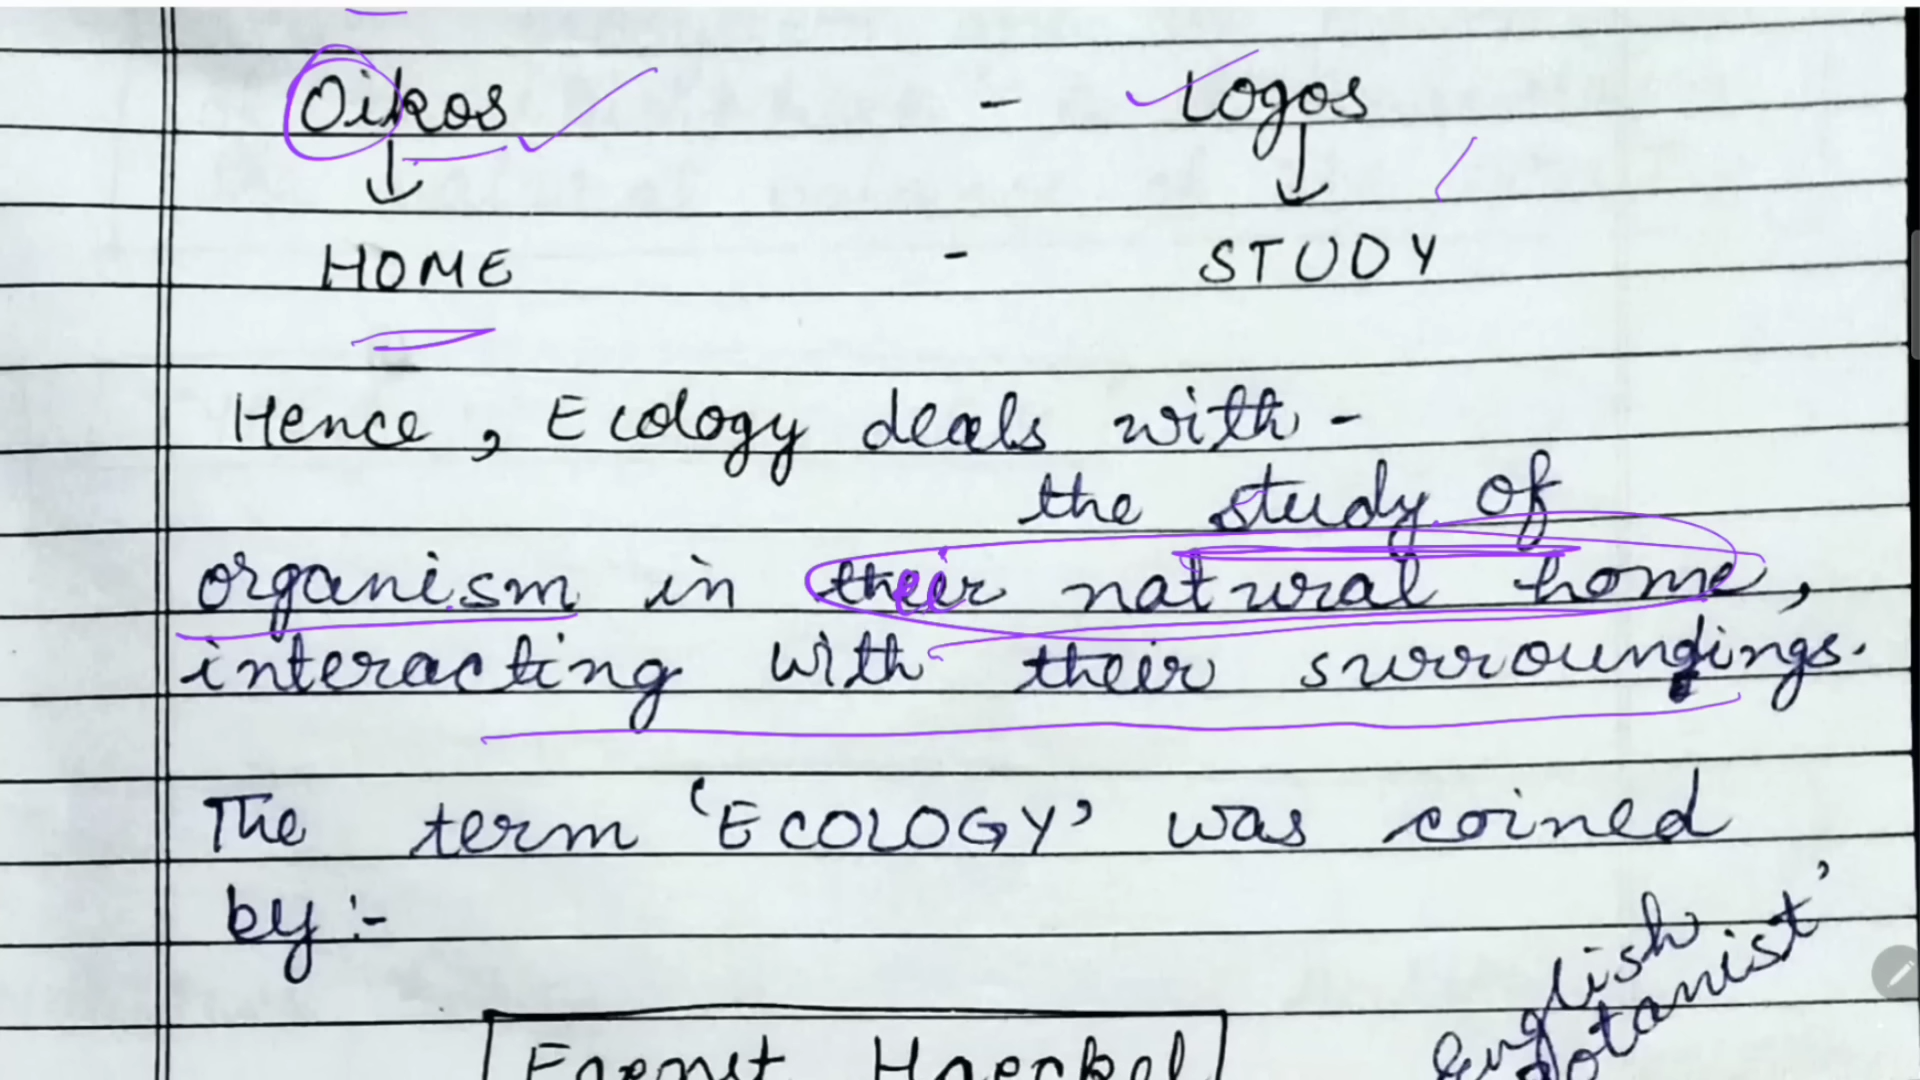 Oikos - Logos
↓ ↓
HOME - STUDY
Hence, Ecology deals with -
the study of
organism in their natural home,
interacting with their surroundings.
The term 'ECOLOGY' was coined
by :-
English
botanist'
Haeckel